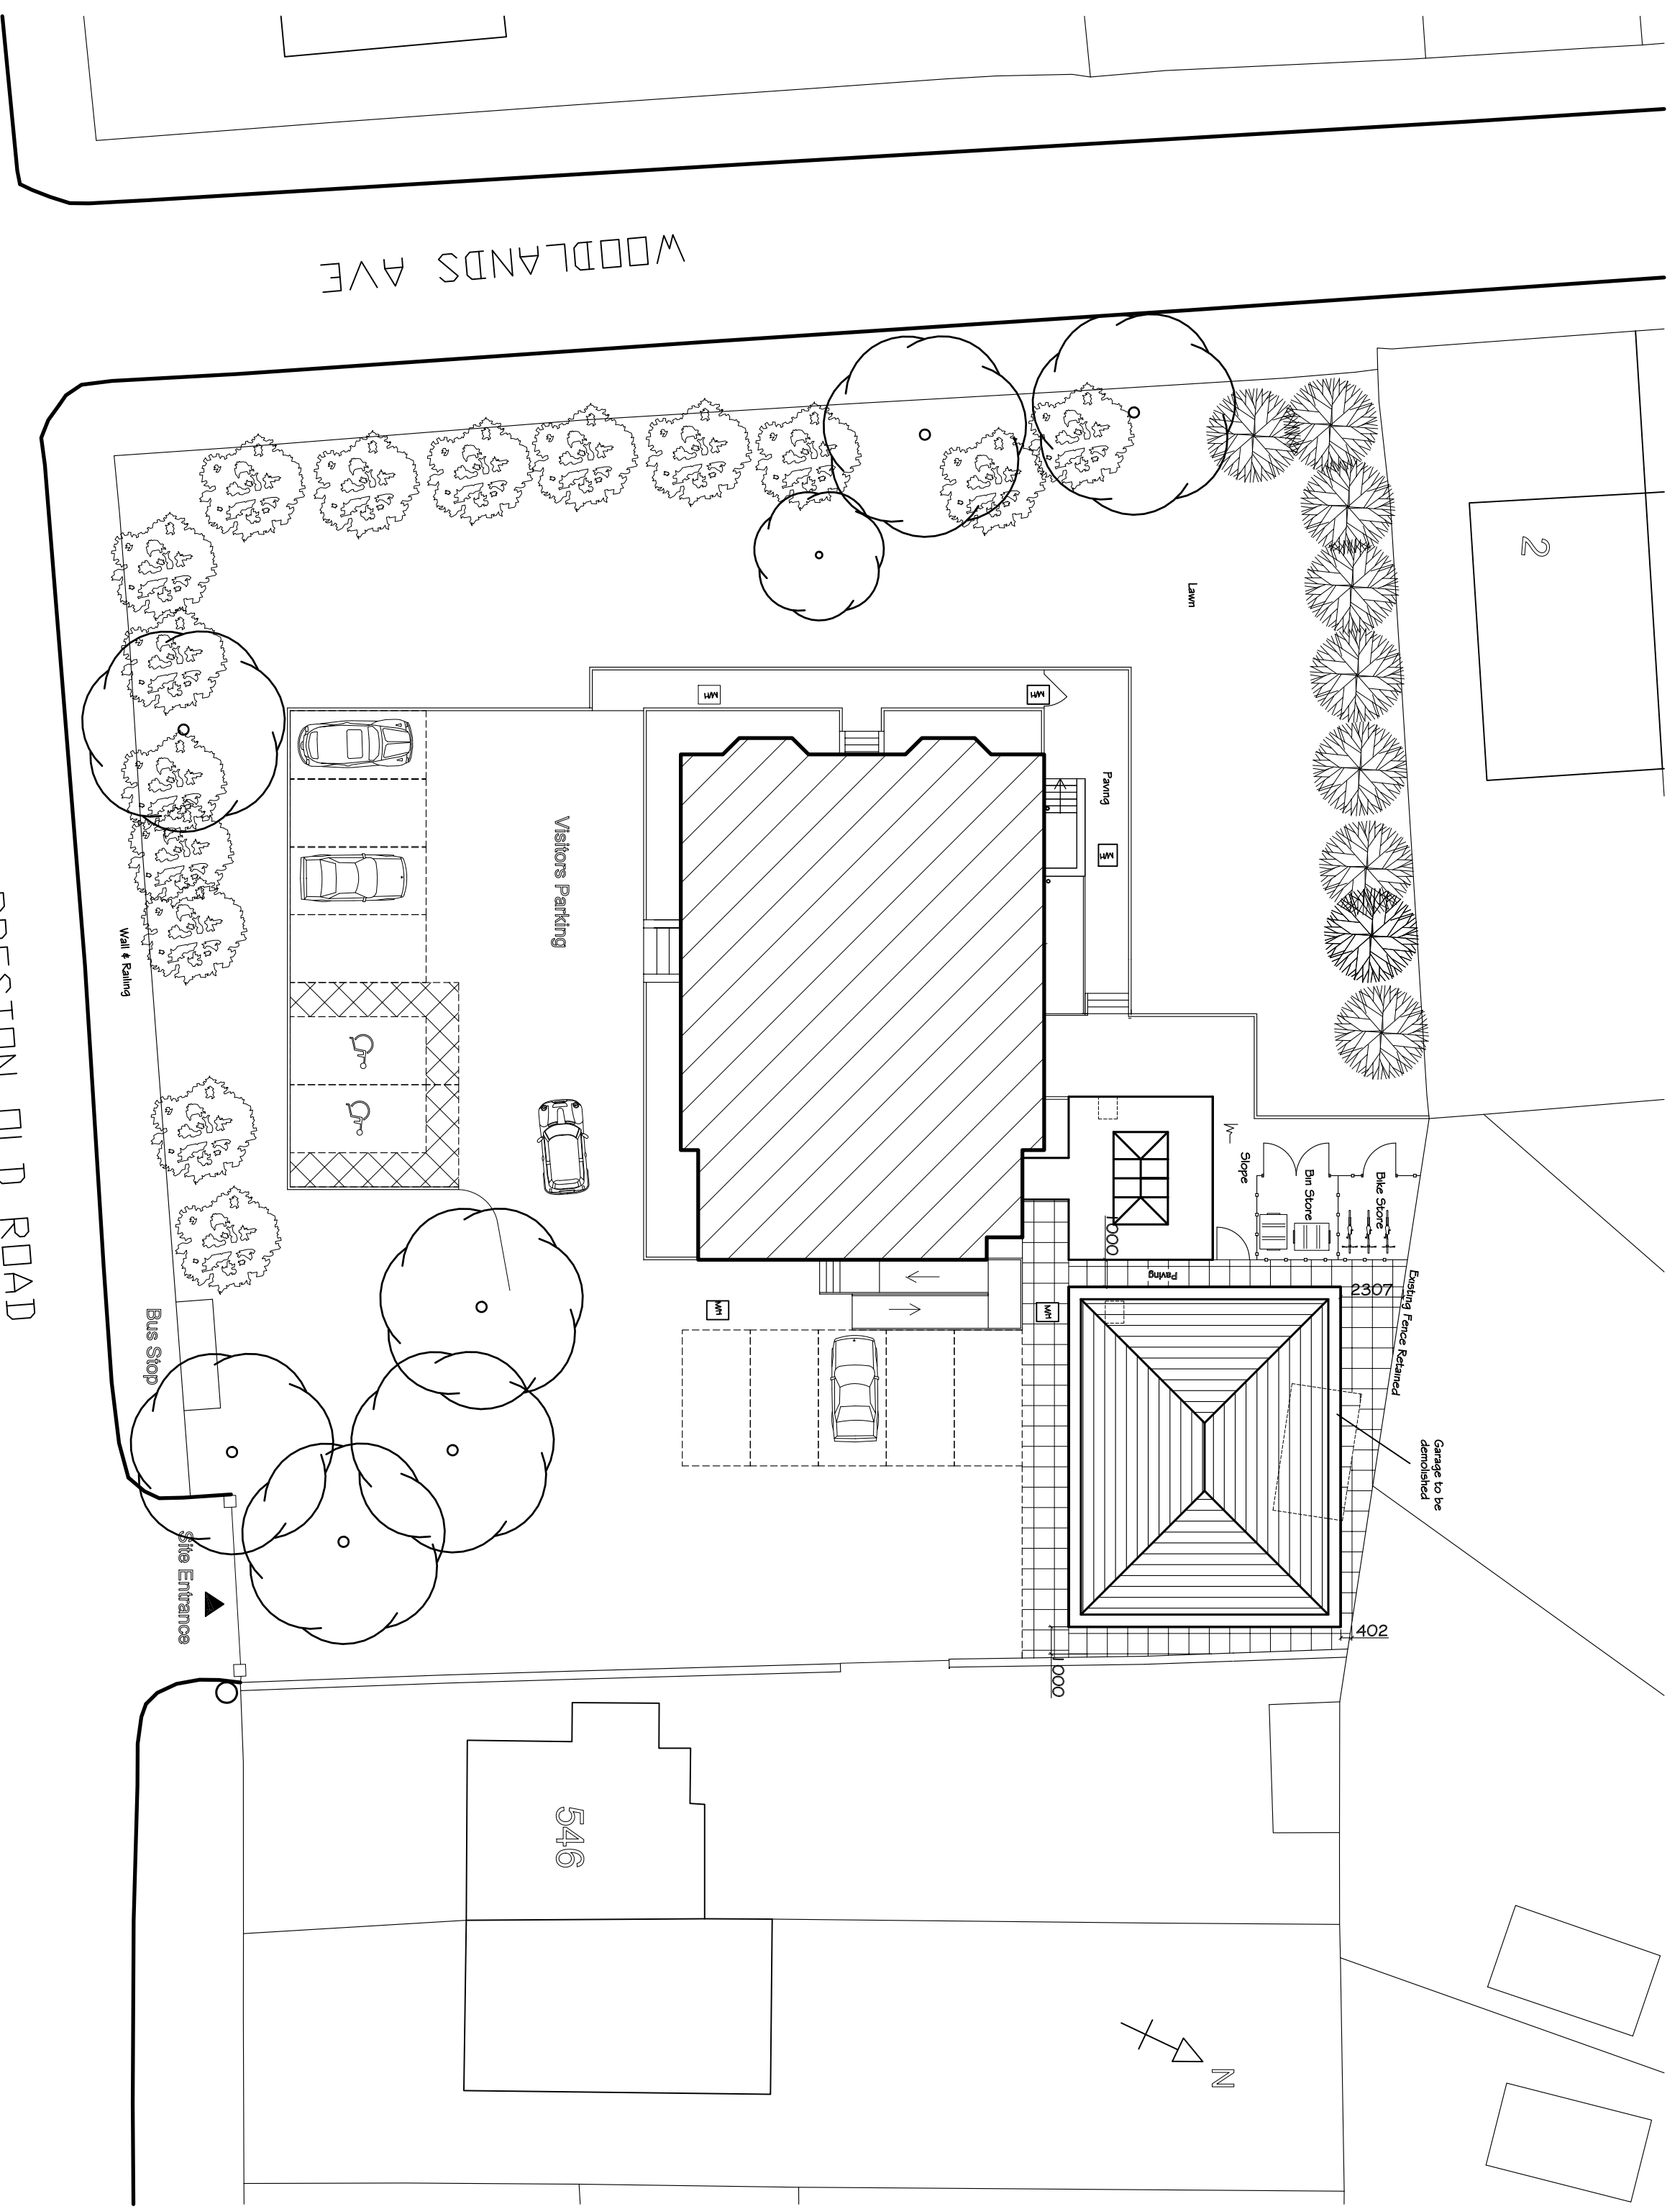 WOODLANDS AVE
2
Lawn
Paving
MH
MH
MH
Visitors Parking
Wall & Railing
PRESTON OLD ROAD
Slope
Bin Store
Bike Store
1000
Paving
2307
Existing Fence Retained
MH
MH
Bus Stop
Garage to be
demolished
Site Entrance
402
1000
546
N